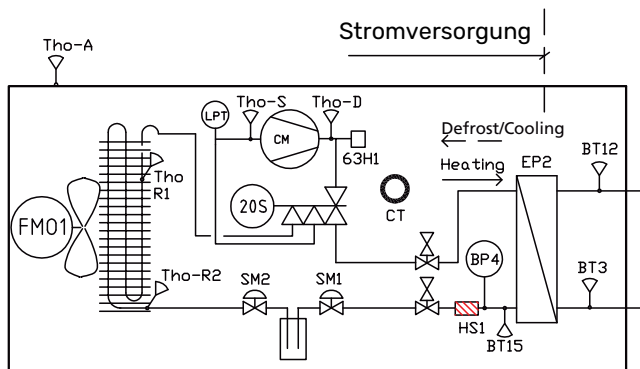 Stromversorgung
Tho-A
LPT
Tho-S
Tho-D
CM
63H1
Defrost/Cooling
Heating
EP2
BT12
Tho
R1
20S
CT
FM01
BP4
Tho-R2
SM2
SM1
HS1
BT3
BT15